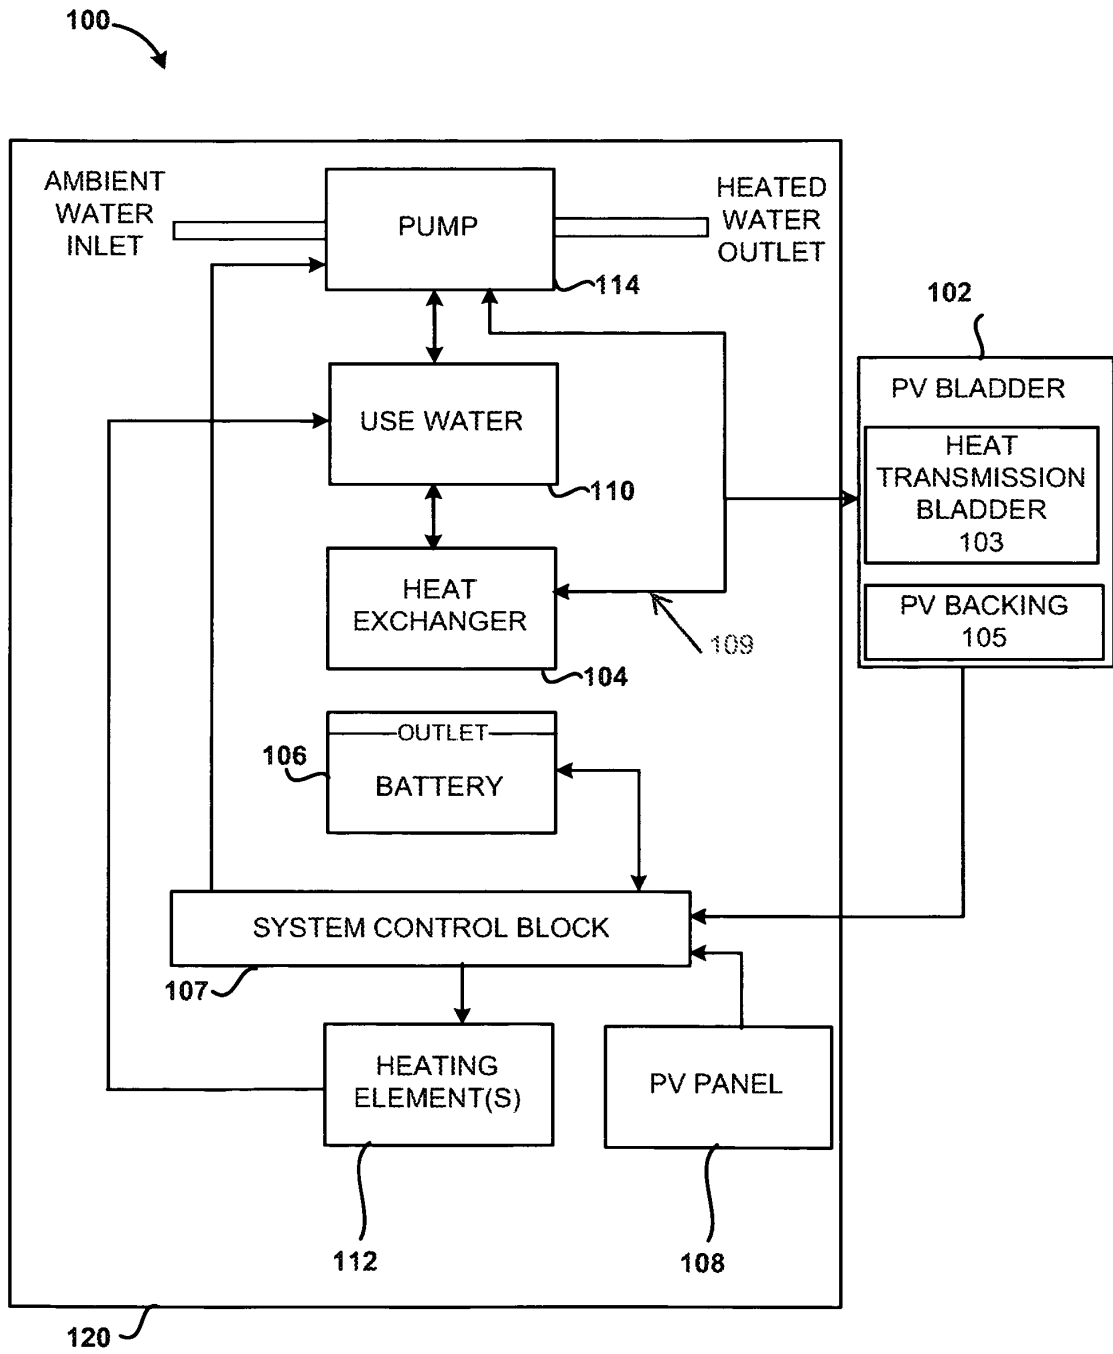 100
AMBIENT
WATER
INLET
PUMP
HEATED
WATER
OUTLET
114
102
USE WATER
110
PV BLADDER
HEAT
TRANSMISSION
BLADDER
103
HEAT
EXCHANGER
109
104
PV BACKING
105
OUTLET
106
BATTERY
SYSTEM CONTROL BLOCK
107
HEATING
ELEMENT(S)
PV PANEL
112
108
120